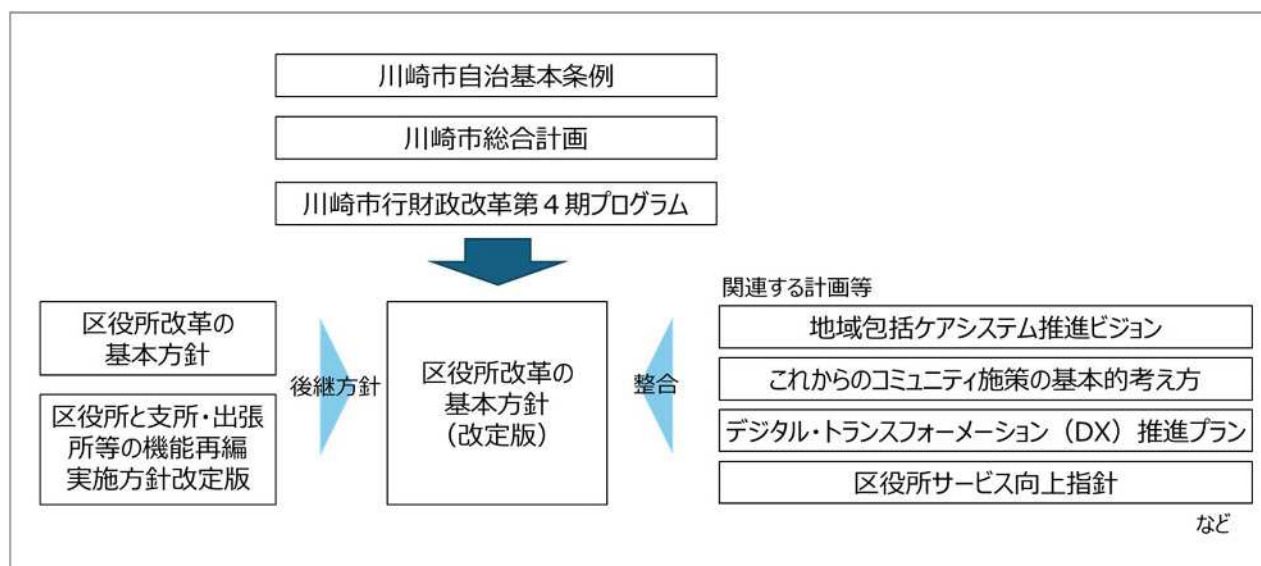 川崎市自治基本条例
川崎市総合計画
川崎市行財政改革第４期プログラム
区役所改革の
基本方針
区役所と支所・出張
所等の機能再編
実施方針改定版
後継方針
区役所改革の
基本方針
（改定版）
整合
関連する計画等
地域包括ケアシステム推進ビジョン
これからのコミュニティ施策の基本的考え方
デジタル・トランスフォーメーション（DX）推進プラン
区役所サービス向上指針
など